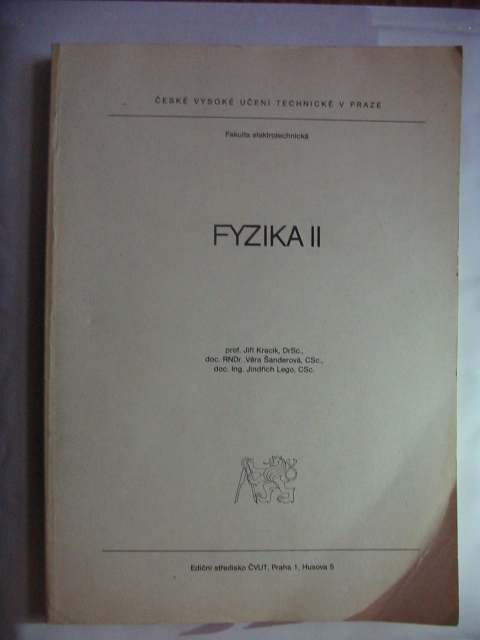 ČESKÉ VYSOKÉ UČENÍ TECHNICKÉ V PRAZE
Fakulta elektrotechnická
FYZIKA II
prof. Jiří Kracík, DrSc.,
doc. RNDr. Věra Šanderová, CSc.,
doc. Ing. Jindřich Lego, CSc.
Ediční středisko ČVUT, Praha 1, Husova 5